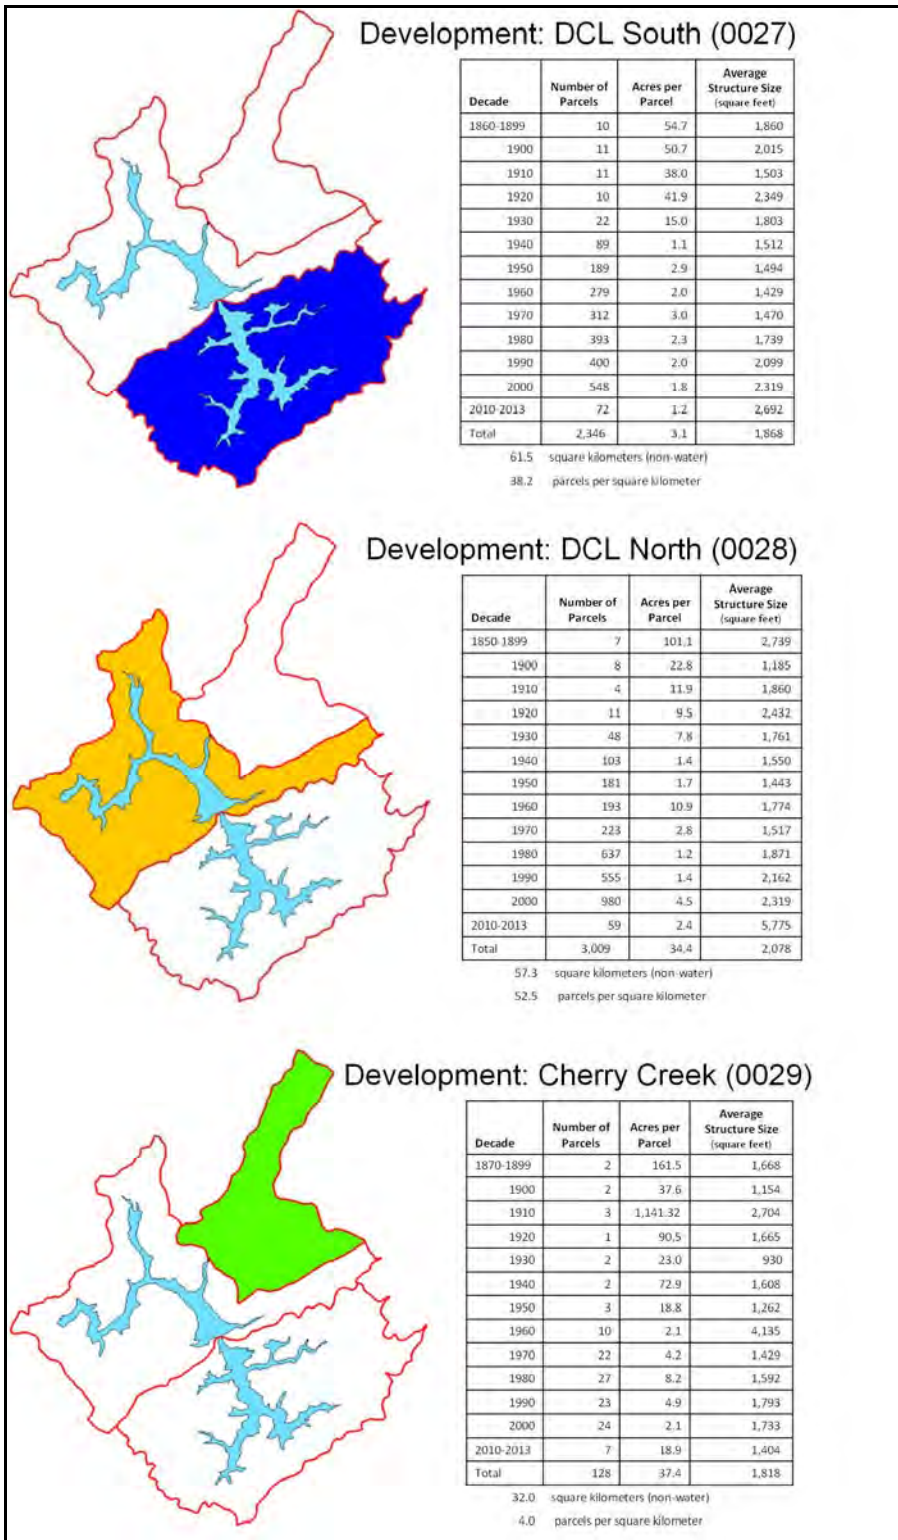 Development: DCL South (0027)
Decade Number of Parcels Acres per Parcel Average Structure Size (square feet)
1860-1899 10 54.7 1,860
1900 11 50.7 2,015
1910 11 38.0 1,503
1920 10 41.9 2,349
1930 22 15.0 1,803
1940 89 1.1 1,512
1950 189 2.9 1,494
1960 279 2.0 1,429
1970 312 3.0 1,470
1980 393 2.3 1,739
1990 400 2.0 2,099
2000 548 1.8 2.319
2010-2013 72 1.2 2,692
Total 2,346 3.1 1,868
61.5 square kilometers (non-water)
38.2 parcels per square kilometer
Development: DCL North (0028)
Decade Number of Parcels Acres per Parcel Average Structure Size (square feet)
1850-1899 7 101.1 2,739
1900 8 22.8 1,185
1910 4 11.9 1,860
1920 11 9.5 2,432
1930 48 7.8 1,761
1940 103 1.4 1,550
1950 181 1.7 1,443
1960 193 10.9 1,774
1970 223 2.8 1,517
1980 637 1.2 1,871
1990 555 1.4 2,162
2000 980 4.5 2,319
2010-2013 59 2.4 5,775
Total 3,009 34.4 2,078
57.3 square kilometers (non-water)
52.5 parcels per square kilometer
Development: Cherry Creek (0029)
Decade Number of Parcels Acres per Parcel Average Structure Size (square feet)
1870-1899 2 161.5 1,668
1900 2 37.6 1,154
1910 3 1,141.32 2,704
1920 1 90.5 1,665
1930 2 23.0 930
1940 2 72.9 1,608
1950 3 18.8 1,262
1960 10 2.1 4,135
1970 22 4.2 1,429
1980 27 8.2 1,592
1990 23 4.9 1,793
2000 24 2.1 1,733
2010-2013 7 18.9 1,404
Total 128 37.4 1,818
32.0 square kilometers (non-water)
4.0 parcels per square kilometer